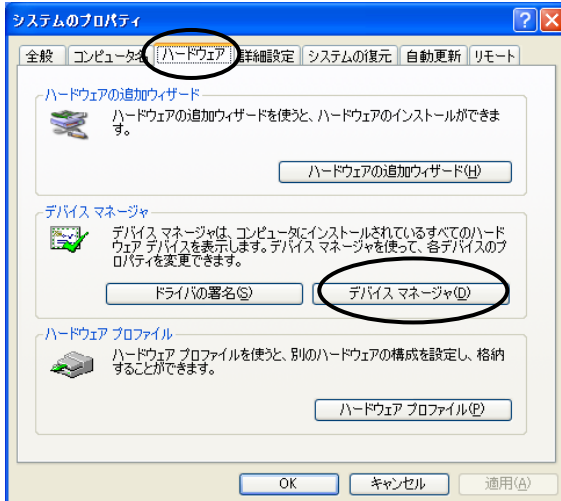 システムのプロパティ
全般 コンピュータ名 ハードウェア 詳細設定 システムの復元 自動更新 リモート
ハードウェアの追加ウィザード
ハードウェアの追加ウィザードを使うと、ハードウェアのインストールができま
す。
ハードウェアの追加ウィザード(H)
デバイス マネージャ
デバイス マネージャは、コンピュータにインストールされているすべてのハード
ウェア デバイスを表示します。デバイス マネージャを使って、各デバイスのプ
ロパティを変更できます。
ドライバの署名(S) デバイス マネージャ(D)
ハードウェア プロファイル
ハードウェア プロファイルを使うと、別のハードウェアの構成を設定し、格納
することができます。
ハードウェア プロファイル(P)
OK キャンセル 適用(A)